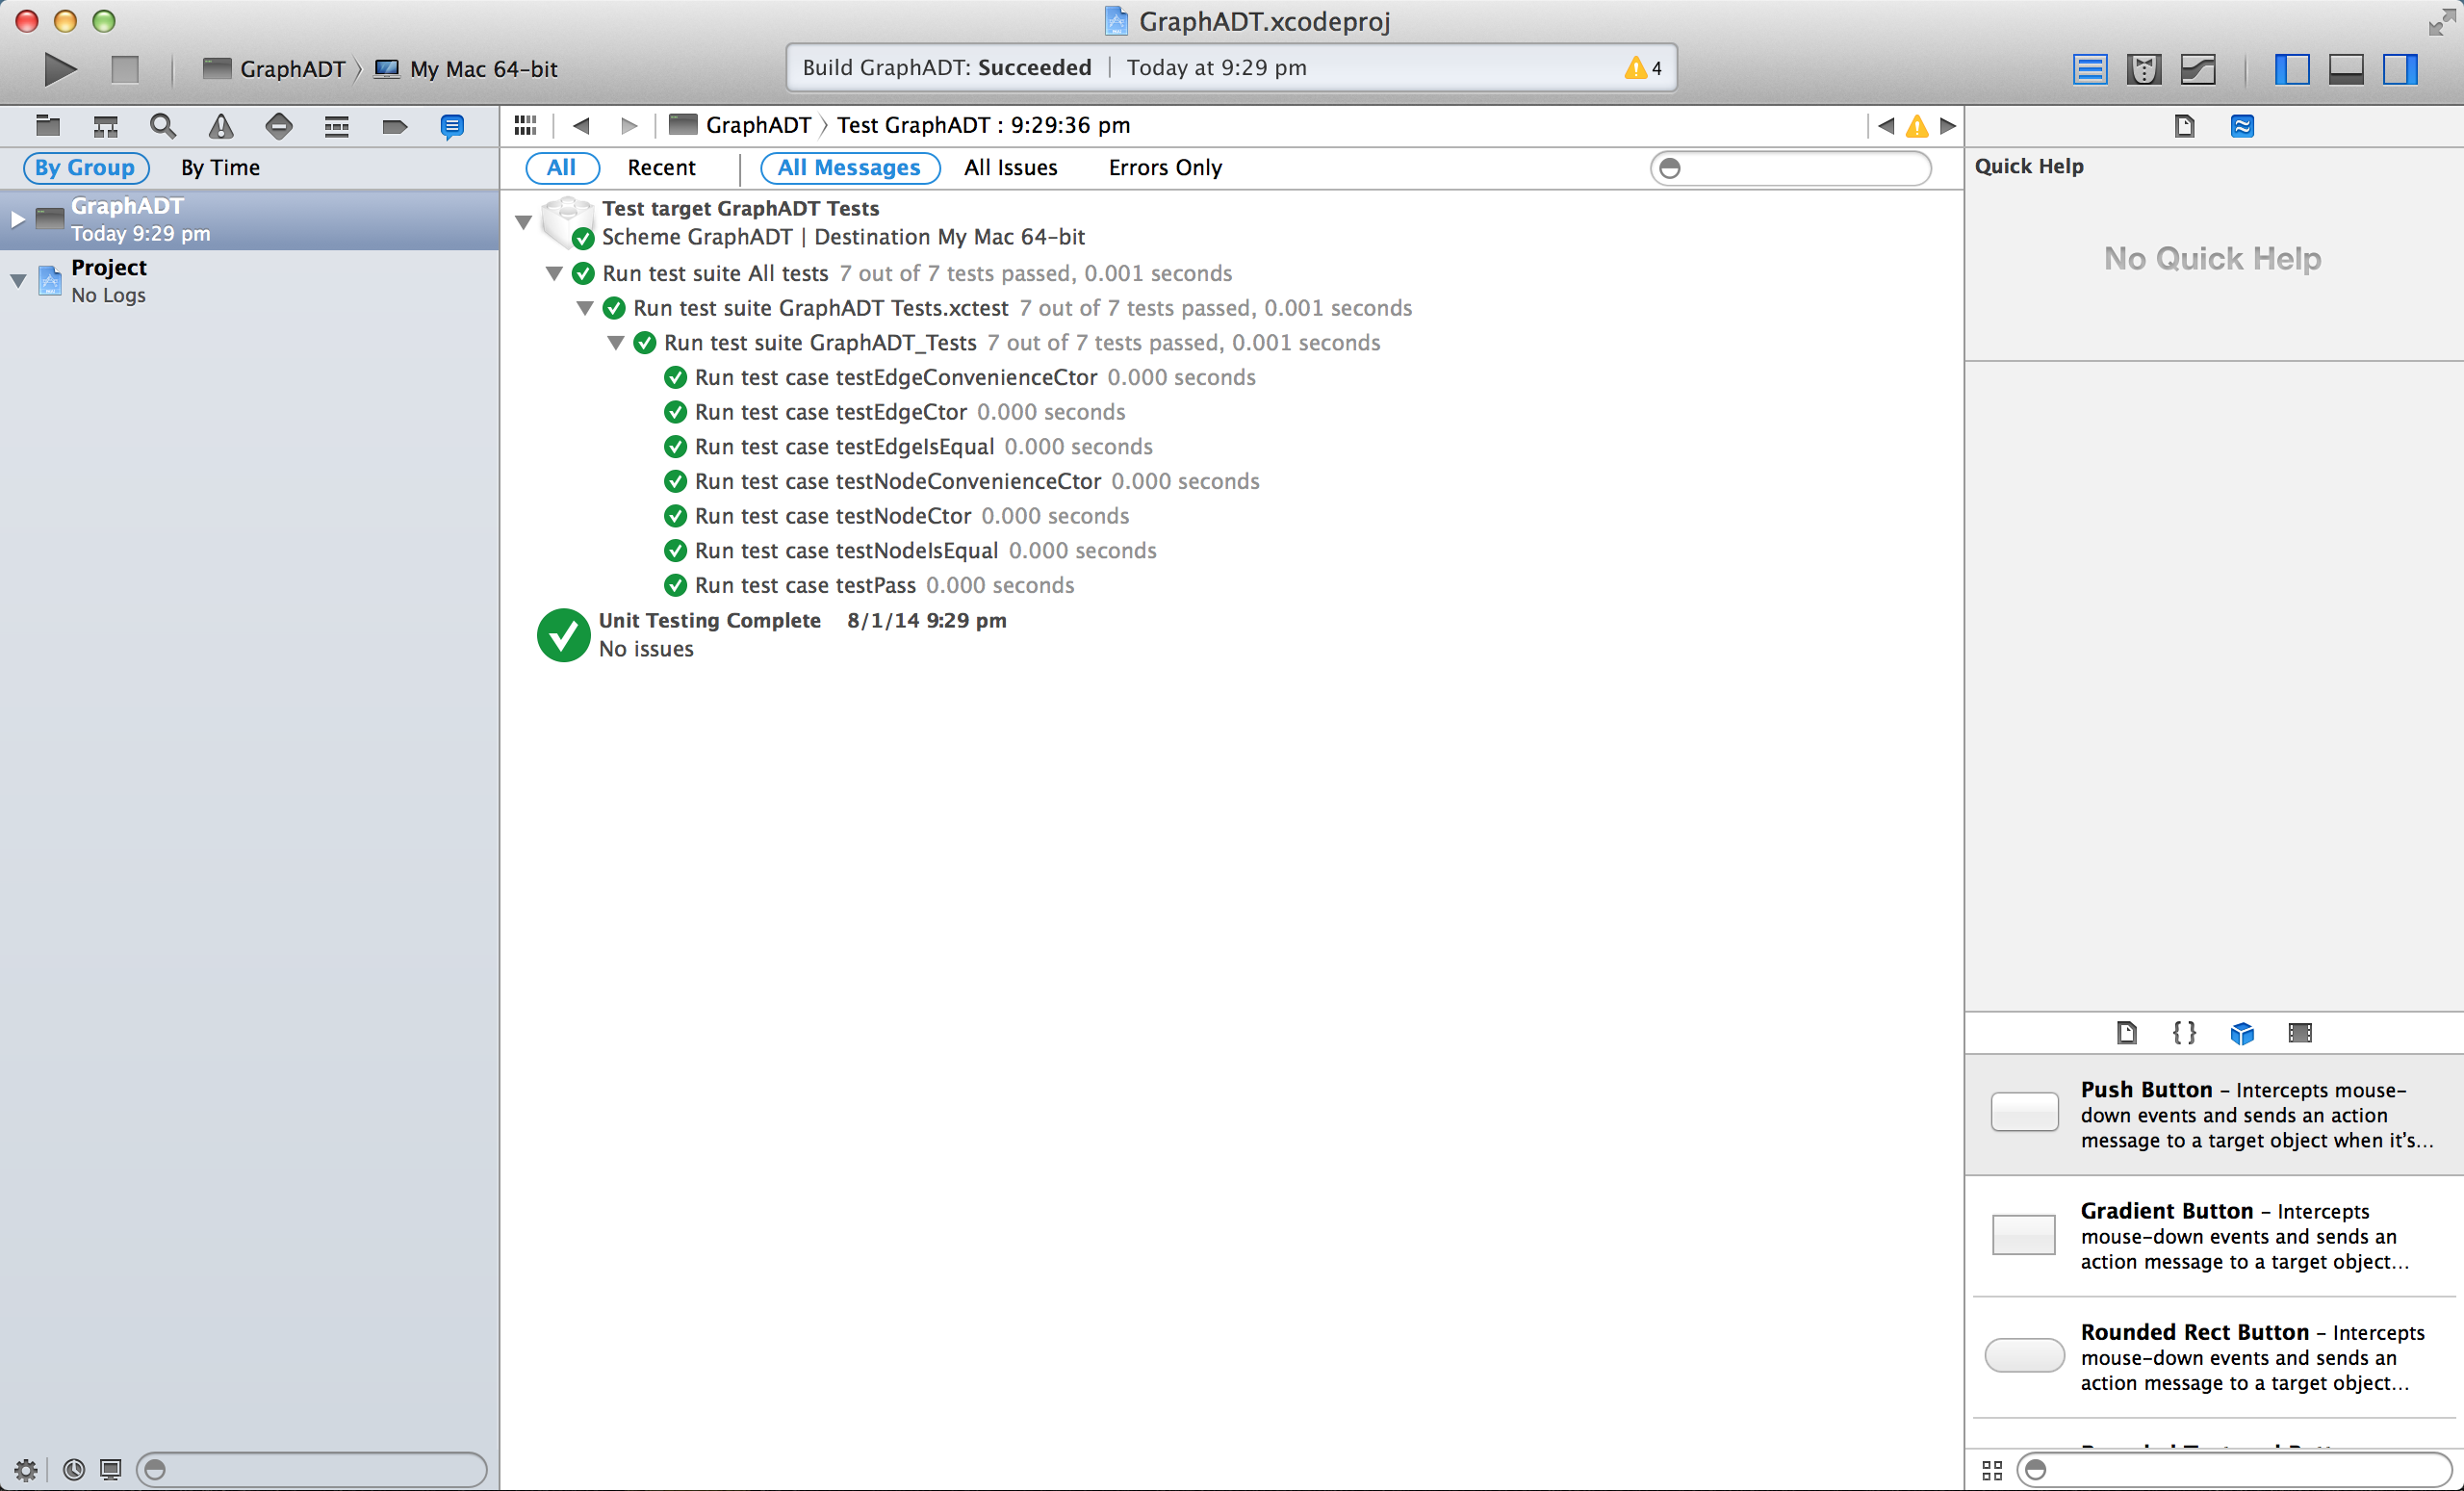 GraphADT.xcodeproj
GraphADT 〉 My Mac 64-bit
Build GraphADT: Succeeded | Today at 9:29 pm
4
GraphADT 〉 Test GraphADT : 9:29:36 pm
By Group By Time
All Recent All Messages All Issues Errors Only
GraphADT
Today 9:29 pm
Project
No Logs
Test target GraphADT Tests
Scheme GraphADT | Destination My Mac 64-bit
Run test suite All tests 7 out of 7 tests passed, 0.001 seconds
Run test suite GraphADT Tests.xctest 7 out of 7 tests passed, 0.001 seconds
Run test suite GraphADT_Tests 7 out of 7 tests passed, 0.001 seconds
Run test case testEdgeConvenienceCtor 0.000 seconds
Run test case testEdgeCtor 0.000 seconds
Run test case testEdgeIsEqual 0.000 seconds
Run test case testNodeConvenienceCtor 0.000 seconds
Run test case testNodeCtor 0.000 seconds
Run test case testNodeIsEqual 0.000 seconds
Run test case testPass 0.000 seconds
Unit Testing Complete 8/1/14 9:29 pm
No issues
Quick Help
No Quick Help
{ }
Push Button – Intercepts mouse-
down events and sends an action
message to a target object when it's...
Gradient Button – Intercepts
mouse-down events and sends an
action message to a target object...
Rounded Rect Button – Intercepts
mouse-down events and sends an
action message to a target object...